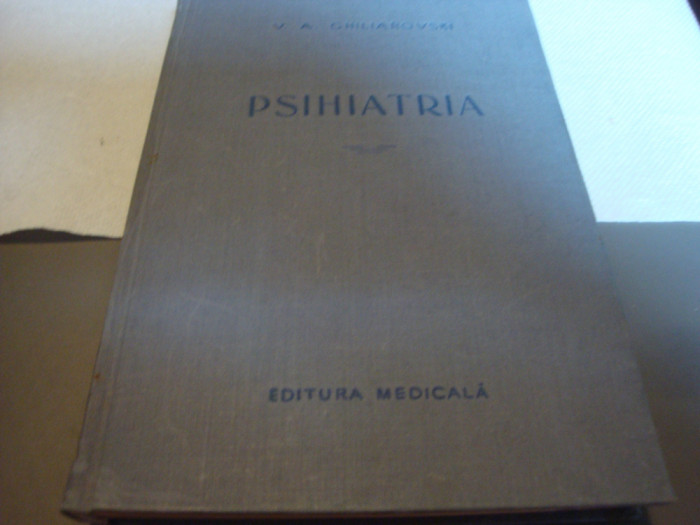 V. A. GHILIAROVSKI
PSIHIATRIA
EDITURA MEDICALĂ